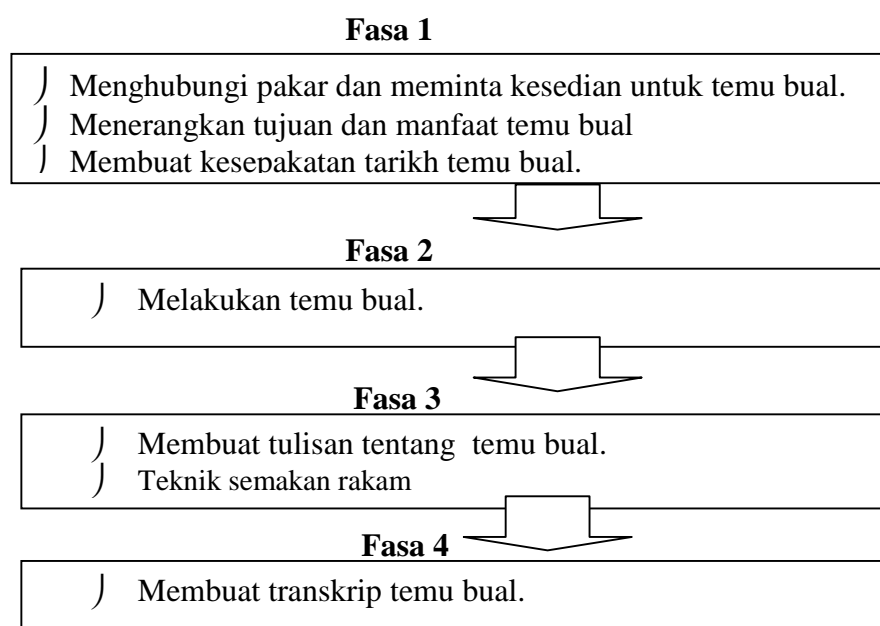 Fasa 1
Menghubungi pakar dan meminta kesedian untuk temu bual.
Menerangkan tujuan dan manfaat temu bual
Membuat kesepakatan tarikh temu bual.
Fasa 2
Melakukan temu bual.
Fasa 3
Membuat tulisan tentang temu bual.
Teknik semakan rakam
Fasa 4
Membuat transkrip temu bual.